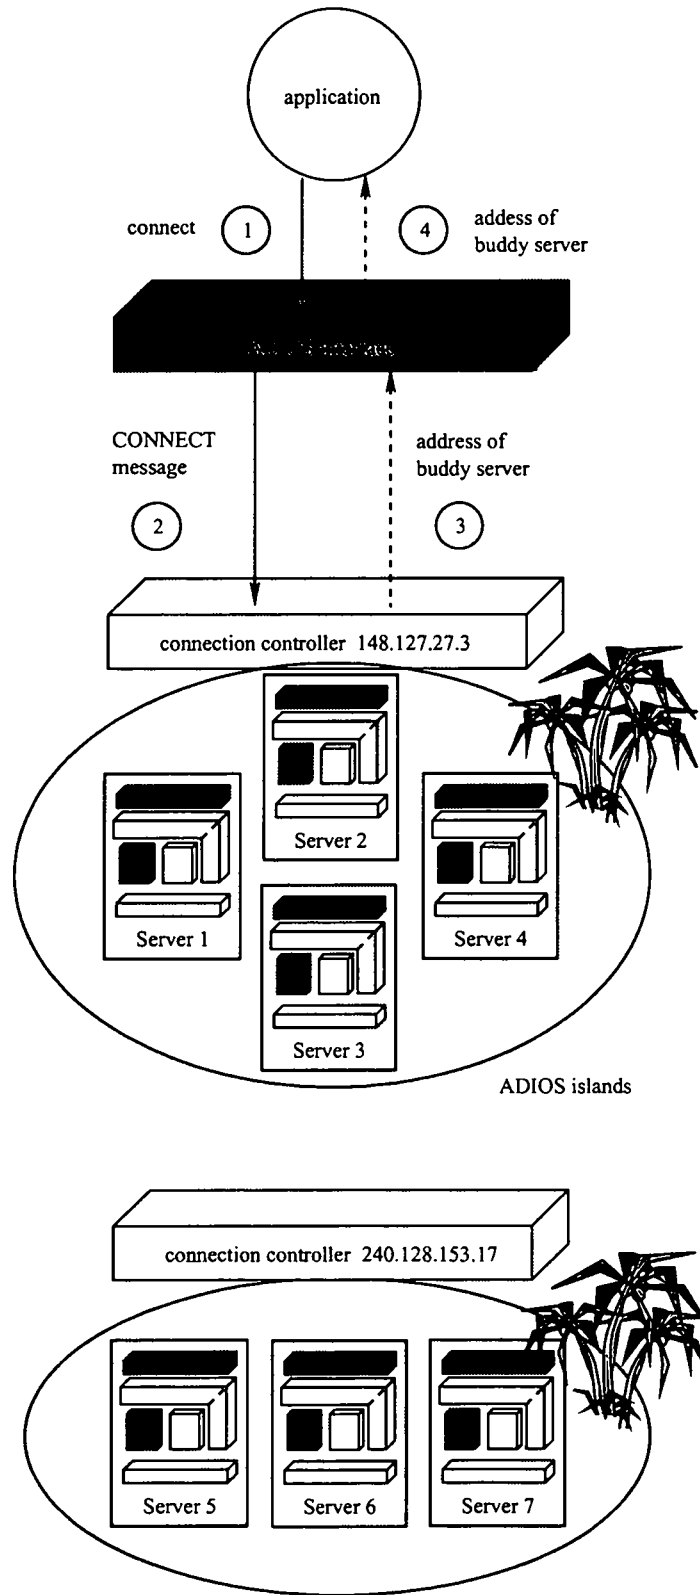 application
connect
1
4
addess of
buddy server
CONNECT
message
address of
buddy server
2
3
connection controller 148.127.27.3
Server 2
Server 1
Server 4
Server 3
ADIOS islands
connection controller 240.128.153.17
Server 5
Server 6
Server 7